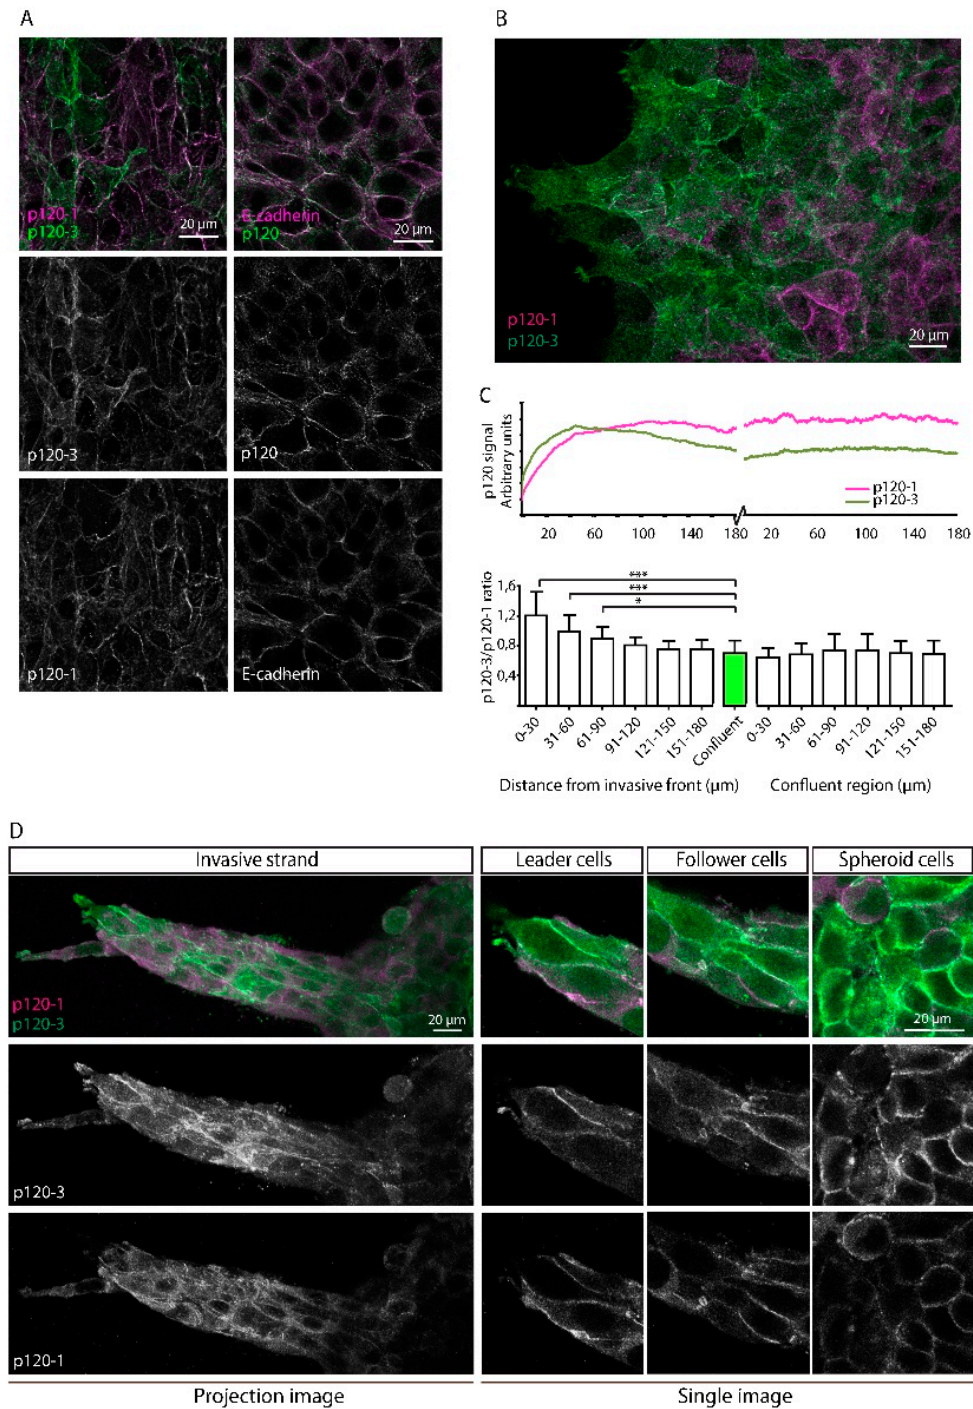 A
p120-1
p120-3
20 µm
E-cadherin
p120
20 µm
p120-3
p120
p120-1
E-cadherin
B
p120-1
p120-3
20 µm
C
p120 signal
Arbitrary units
p120-1
p120-3
20 60 100 140 180 20 60 100 140 180
p120-3/p120-1 ratio
1,6
1,2
0,8
0,4
***
***
*
0-30
31-60
61-90
91-120
121-150
151-180
Confluent
0-30
31-60
61-90
91-120
121-150
151-180
Distance from invasive front (µm)
Confluent region (µm)
D
Invasive strand
Leader cells
Follower cells
Spheroid cells
p120-1
p120-3
20 µm
20 µm
p120-3
p120-1
Projection image
Single image